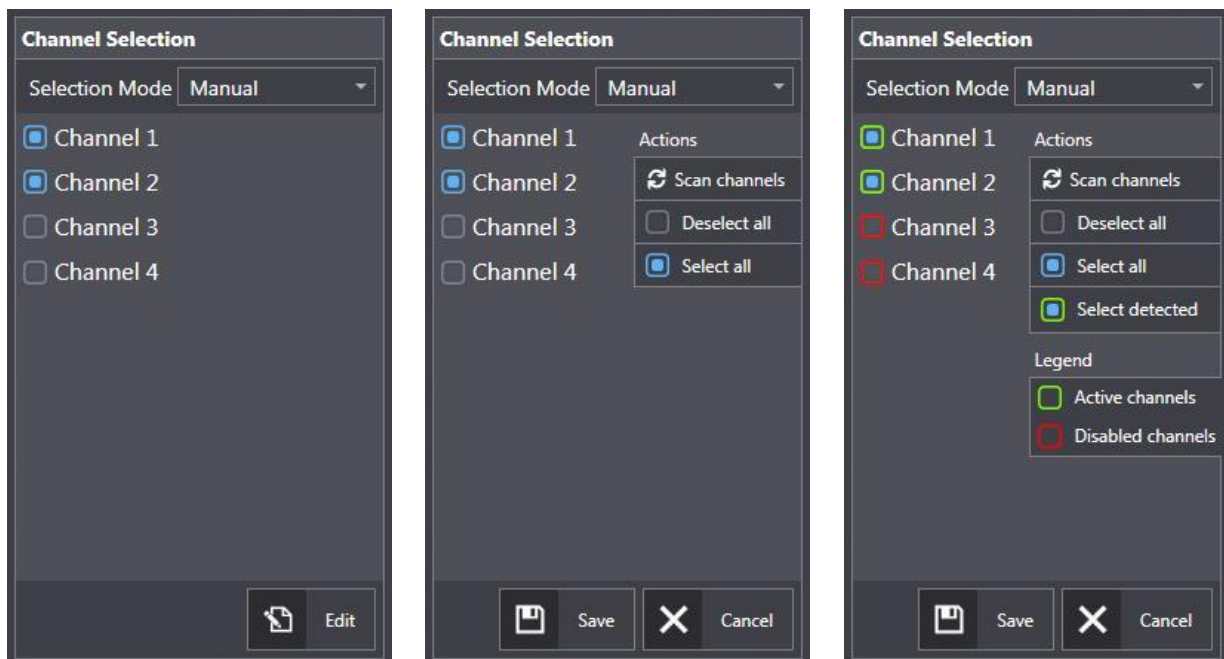 Channel Selection
Selection Mode Manual
Channel 1
Channel 2
Channel 3
Channel 4
Edit
Channel Selection
Selection Mode Manual
Channel 1
Channel 2
Channel 3
Channel 4
Actions
Scan channels
Deselect all
Select all
Save Cancel
Channel Selection
Selection Mode Manual
Channel 1
Channel 2
Channel 3
Channel 4
Actions
Scan channels
Deselect all
Select all
Select detected
Legend
Active channels
Disabled channels
Save Cancel